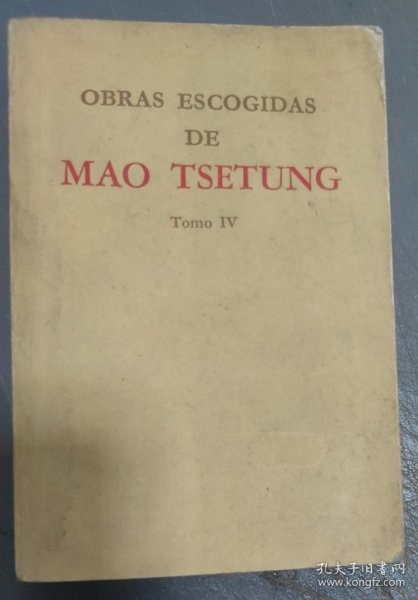 OBRAS ESCOGIDAS
DE
MAO TSETUNG
Tomo IV
孔夫子旧书网
www.kongfz.com